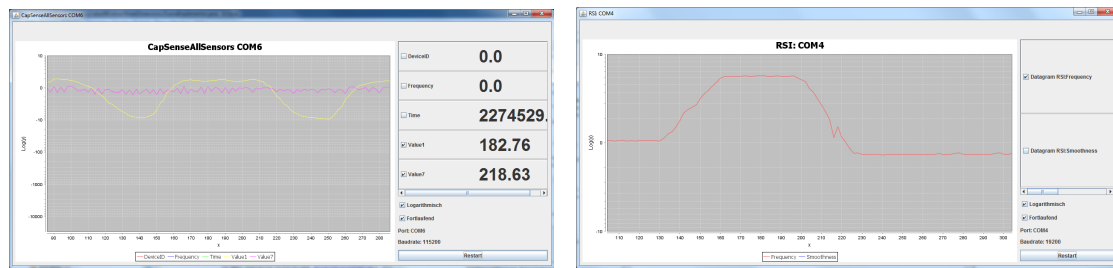 CapSenseAllSensors COM6
CapSenseAllSensors COM6
10
0
-10
-100
-1000
-10000
Log(y)
90 100 110 120 130 140 150 160 170 180 190 200 210 220 230 240 250 260 270 280
x
DeviceID Frequency Time Value1 Value7
DeviceID 0.0
Frequency 0.0
Time 2274529.
Value1 182.76
Value7 218.63
Logarithmisch
Fortlaufend
Port: COM6
Baudrate: 115200
Restart
RSI: COM4
RSI: COM4
10
0
-10
Log(y)
110 120 130 140 150 160 170 180 190 200 210 220 230 240 250 260 270 280 290 300
x
Frequency Smoothness
Datagram RSI:Frequency
Datagram RSI:Smoothness
Logarithmisch
Fortlaufend
Port: COM4
Baudrate: 19200
Restart